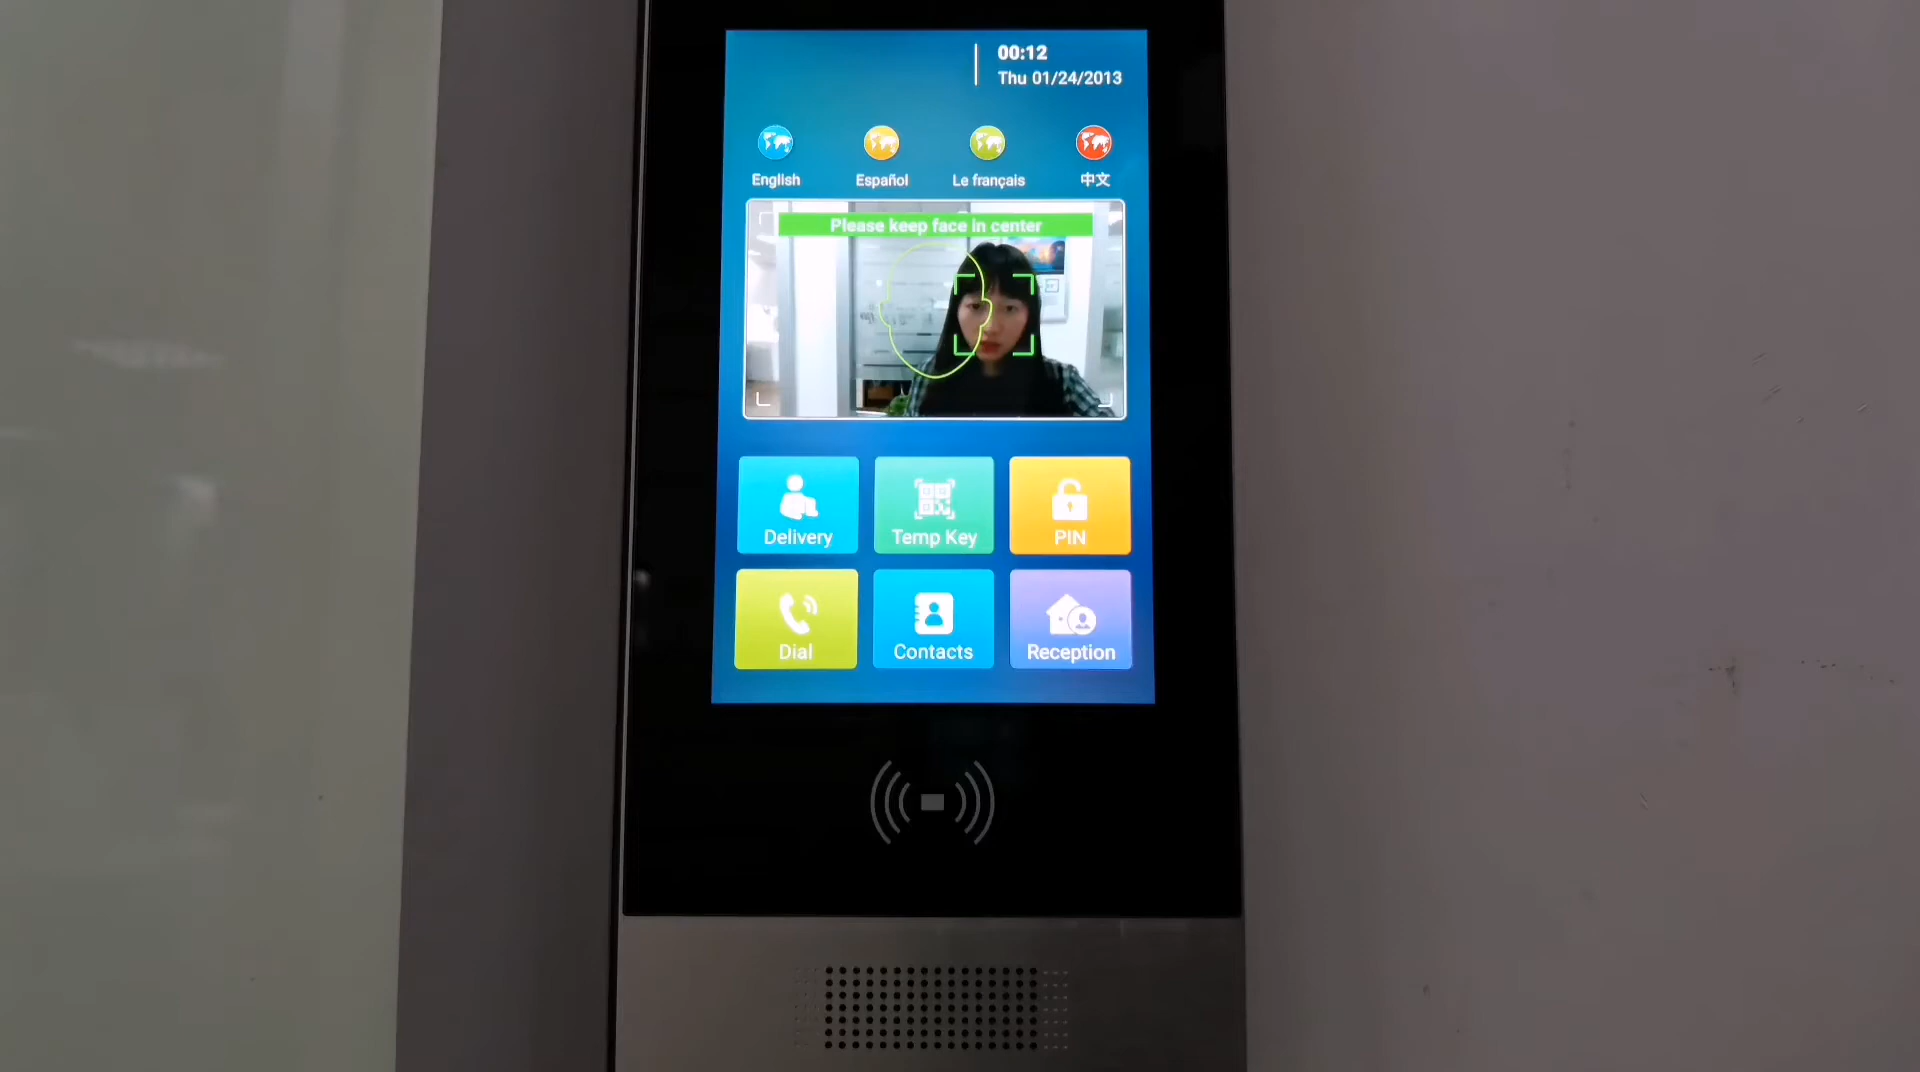 00:12
Thu 01/24/2013
English Español Le français 中文
Please keep face in center
Delivery Temp Key PIN
Dial Contacts Reception